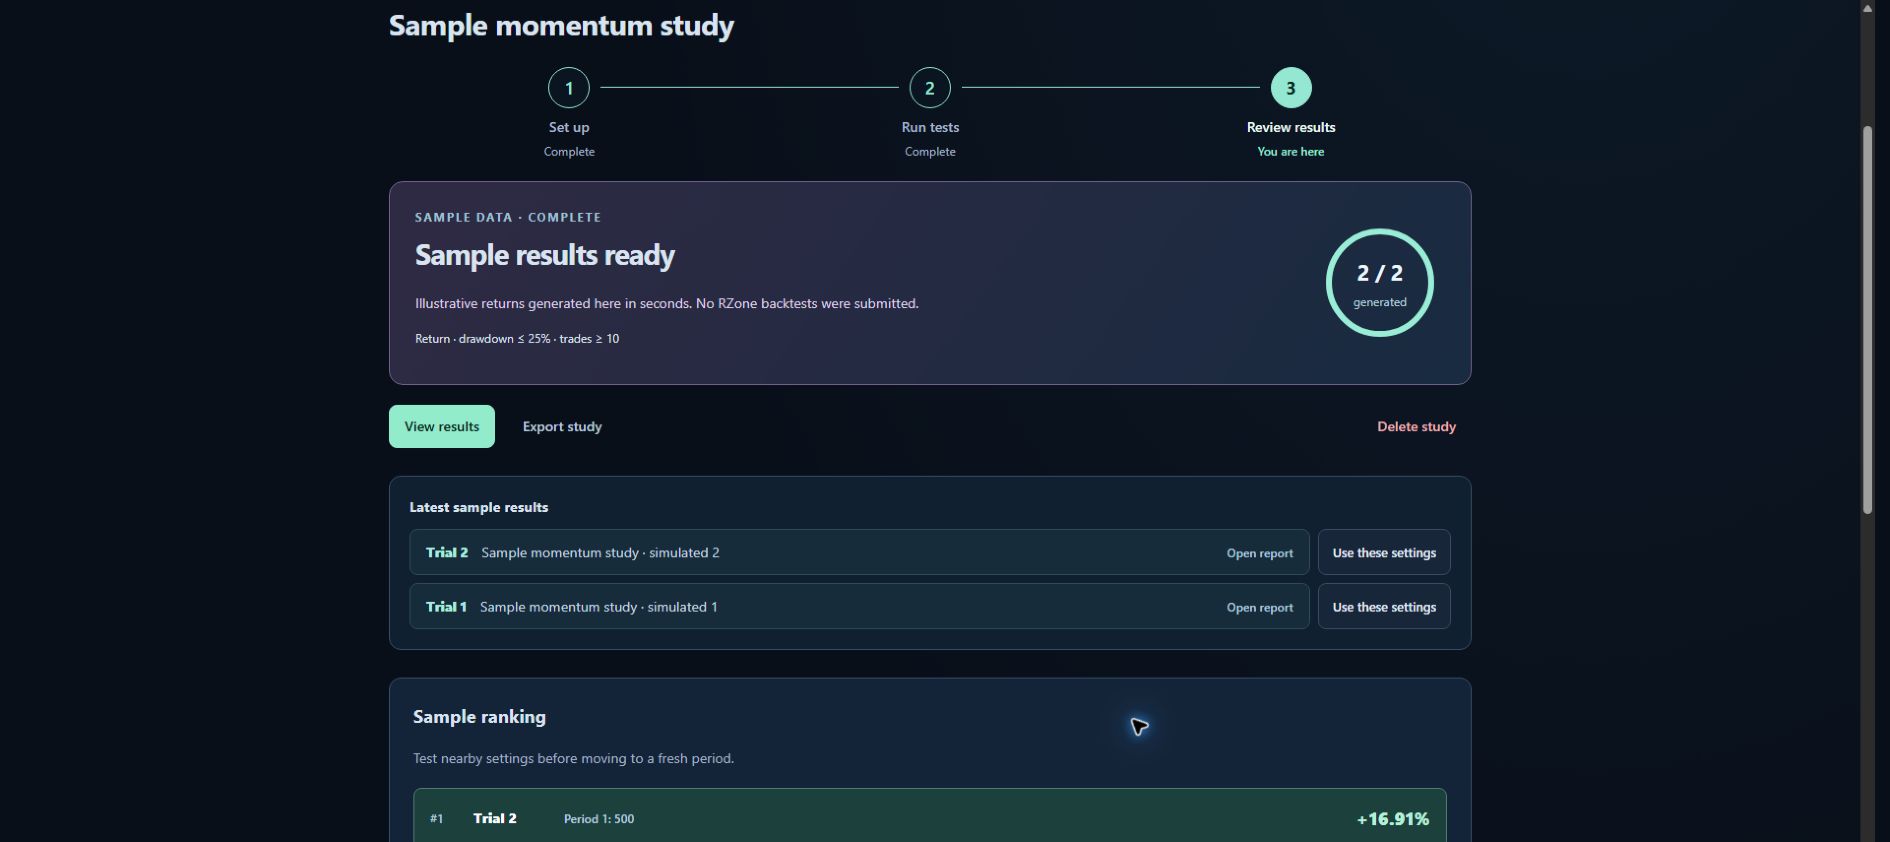 Sample momentum study
1
2
3
Set up
Run tests
Review results
Complete
Complete
You are here
SAMPLE DATA · COMPLETE
Sample results ready
Illustrative returns generated here in seconds. No RZone backtests were submitted.
Return · drawdown ≤ 25% · trades ≥ 10
2 / 2
generated
View results
Export study
Delete study
Latest sample results
Trial 2 Sample momentum study · simulated 2 Open report Use these settings
Trial 1 Sample momentum study · simulated 1 Open report Use these settings
Sample ranking
Test nearby settings before moving to a fresh period.
#1 Trial 2 Period 1: 500 +16.91%